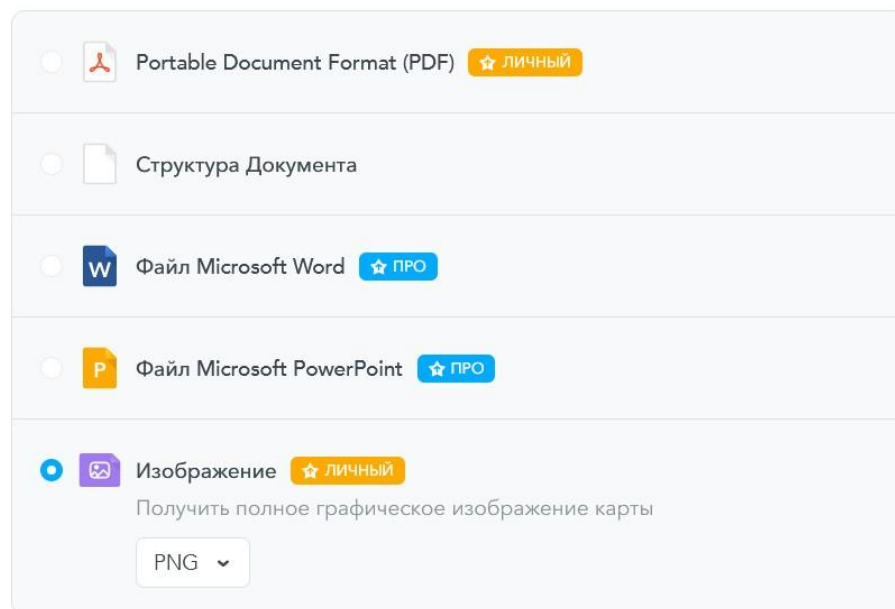 Portable Document Format (PDF) ЛИЧНЫЙ
Структура Документа
W Файл Microsoft Word ПРО
P Файл Microsoft PowerPoint ПРО
Изображение ЛИЧНЫЙ
Получить полное графическое изображение карты
PNG